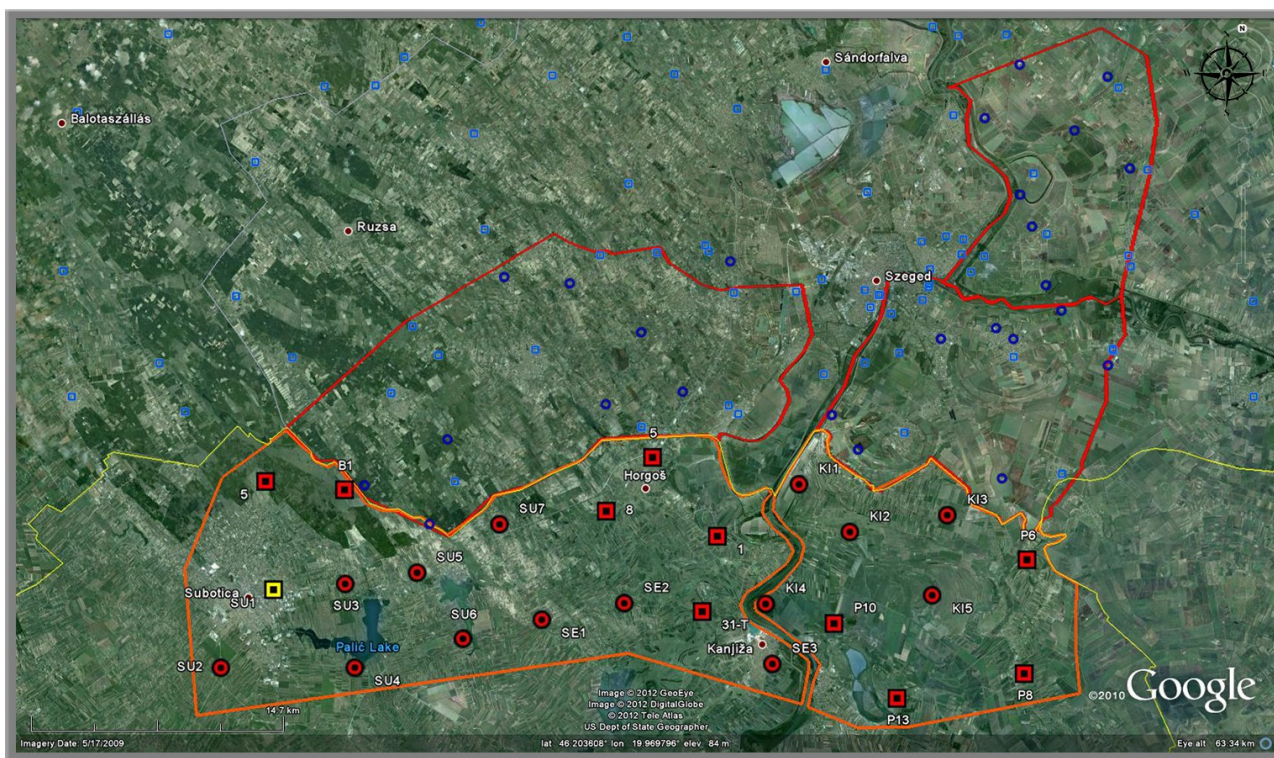 N
W
E
S
Sándorfalva
Balotaszállás
Ruzsa
Szeged
5
B1
5
Horgoš
KI1
SU7
8
KI2
KI3
1
P6
SU5
Subotica
SU1
SU3
SE2
KI4
P10
KI5
SU6
SE1
31-T
Palić Lake
Kanjiža
SE3
SU2
SU4
P8
P13
14.7 km
Image © 2012 GeoEye
Image © 2012 DigitalGlobe
© 2012 Tele Atlas
US Dept of State Geographer
©2010 Google
Imagery Date: 5/17/2009
lat 46.203608° lon 19.969796° elev 84 m
Eye alt 63.34 km